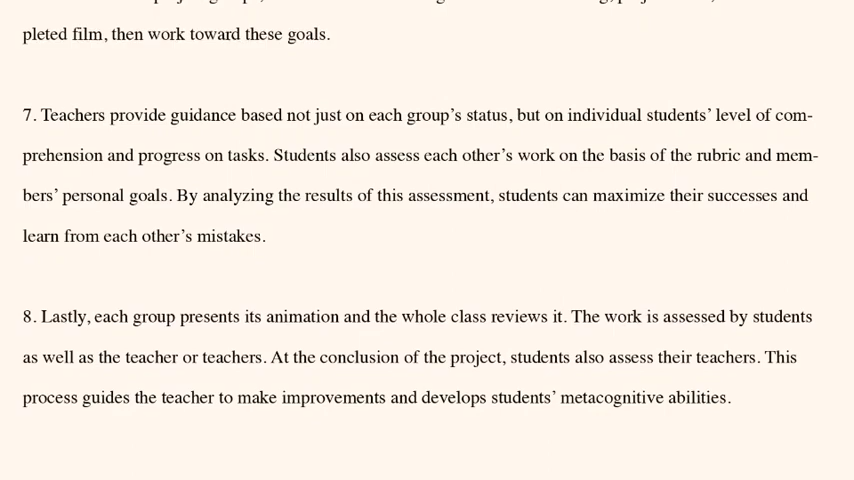 pleted film, then work toward these goals.
7. Teachers provide guidance based not just on each group’s status, but on individual students’ level of com-
prehension and progress on tasks. Students also assess each other’s work on the basis of the rubric and mem-
bers’ personal goals. By analyzing the results of this assessment, students can maximize their successes and
learn from each other’s mistakes.
8. Lastly, each group presents its animation and the whole class reviews it. The work is assessed by students
as well as the teacher or teachers. At the conclusion of the project, students also assess their teachers. This
process guides the teacher to make improvements and develops students’ metacognitive abilities.